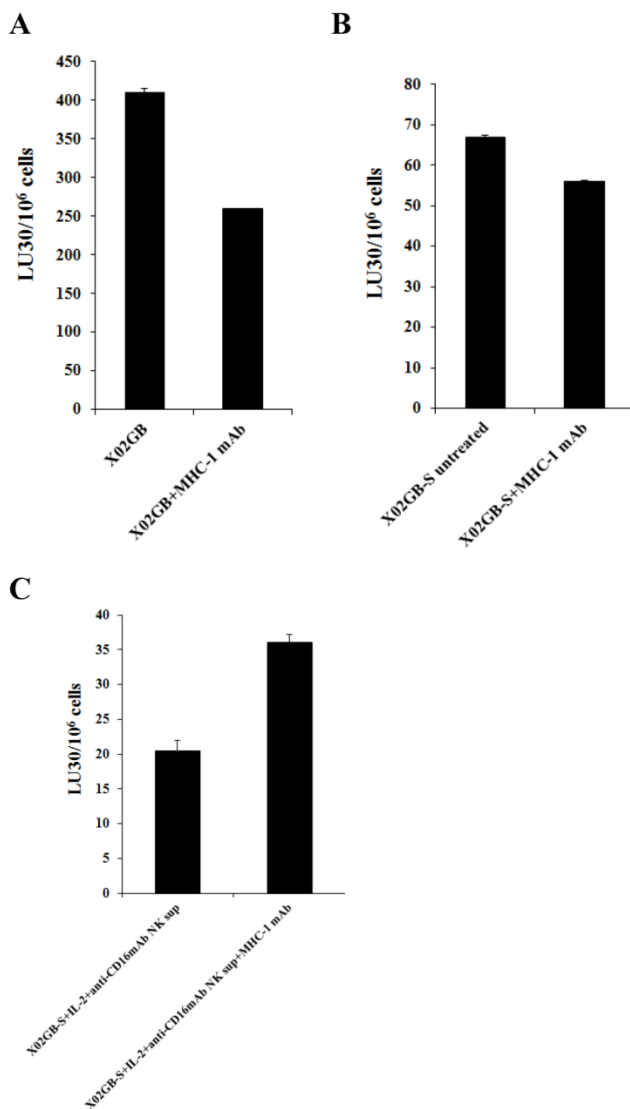 A
LU30/10⁶ cells
450
400
350
300
250
200
150
100
50
0
X02GB
X02GB+MHC-1 mAb
B
LU30/10⁶ cells
80
70
60
50
40
30
20
10
0
X02GB-S untreated
X02GB-S+MHC-1 mAb
C
LU30/10⁶ cells
40
35
30
25
20
15
10
5
0
X02GB-S+IL-2+anti-CD16mAb NK sup
X02GB-S+IL-2+anti-CD16mAb NK sup+MHC-1 mAb